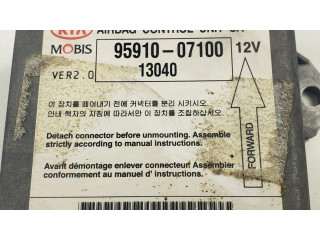 KIA AIRBAG CONTROL UNIT
MOBIS 95910-07100 12V
VER2.0 13040
이 장치를 떼어내기 전에 커넥터를 분리 시키시오.
안내 책자의 지침에 따라서만 이 장치를 조립하십시오
Detach connector before unmounting. Assemble
strictly according to manual instructions.
Avant démontage enlever connecteur! Assembler
conformement au manuel d' instructions.
FORWARD